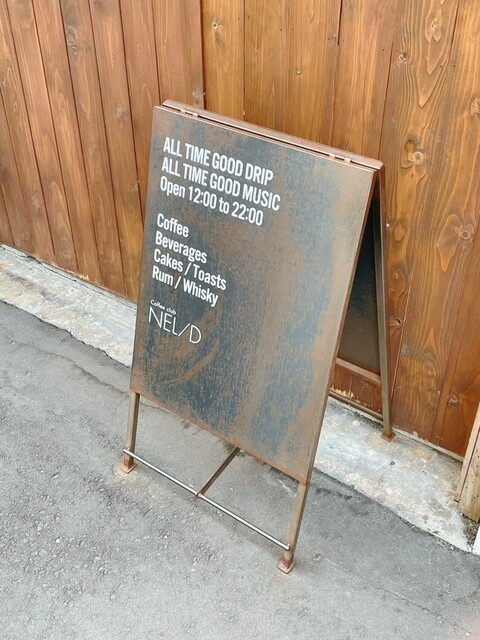 ALL TIME GOOD DRIP
ALL TIME GOOD MUSIC
Open 12:00 to 22:00
Coffee
Beverages
Cakes / Toasts
Rum / Whisky
Coffee club
NEL/D